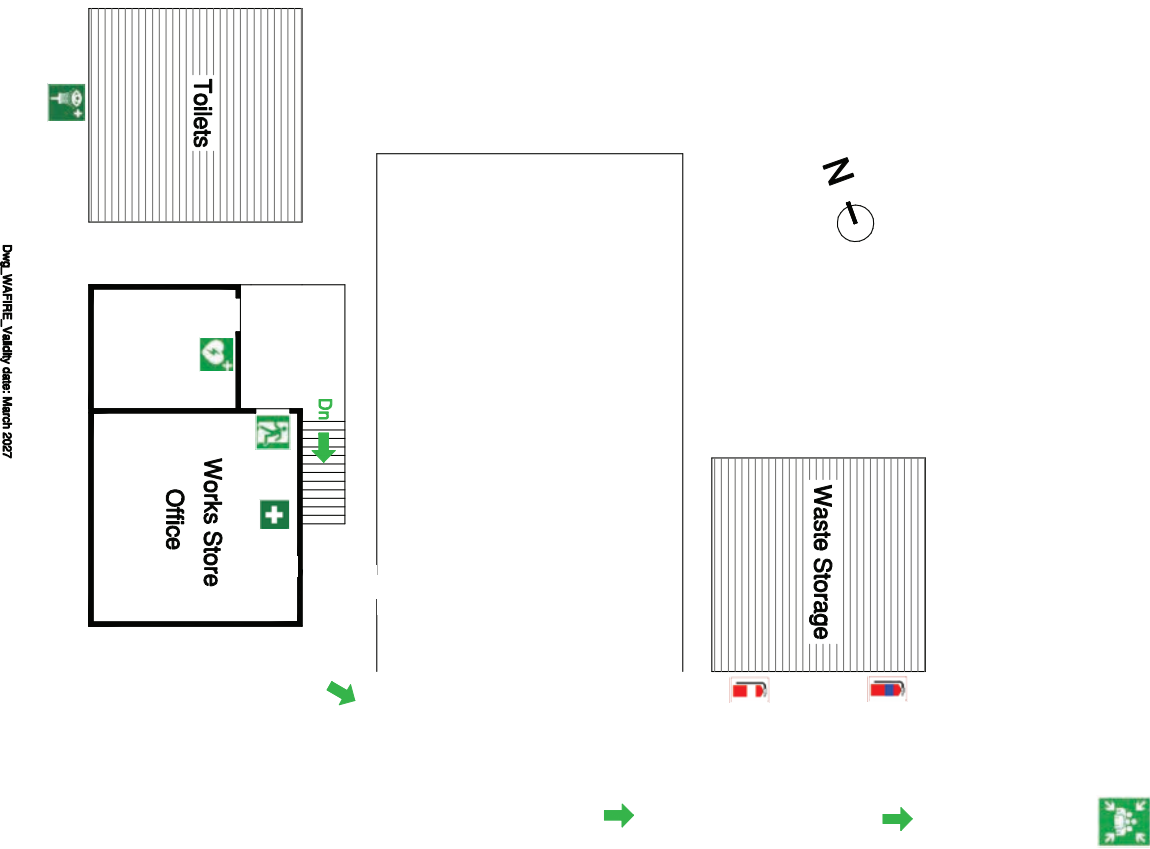 Toilets
N
Dn
Works Store
Office
Waste Storage
Dwg_WAFIRE_Validity date: March 2027